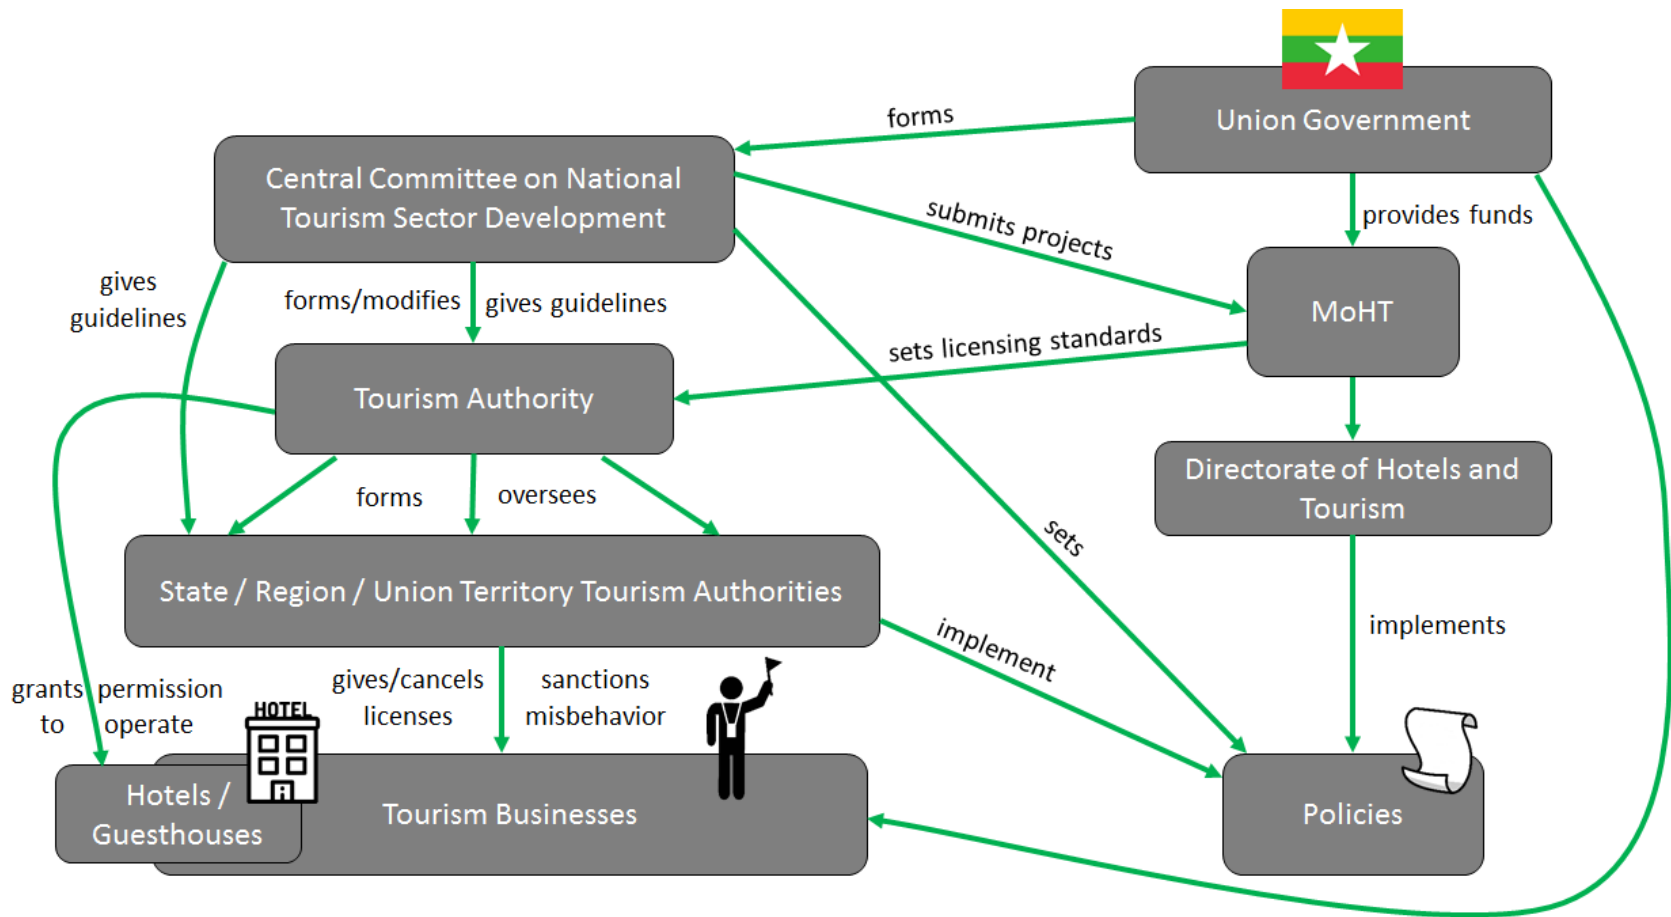 Union Government
forms
Central Committee on National
Tourism Sector Development
provides funds
submits projects
MoHT
gives
guidelines
forms/modifies
gives guidelines
sets licensing standards
Tourism Authority
Directorate of Hotels and
Tourism
forms
oversees
sets
State / Region / Union Territory Tourism Authorities
implement
implements
grants permission
to operate
gives/cancels
licenses
sanctions
misbehavior
HOTEL
Hotels /
Guesthouses
Tourism Businesses
Policies